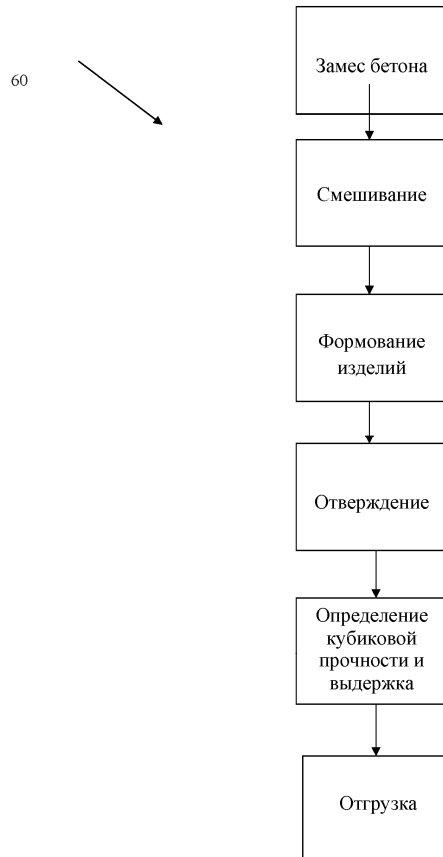 Замес бетона
60
Смешивание
Формование
изделий
Отверждение
Определение
кубиковой
прочности и
выдержка
Отгрузка